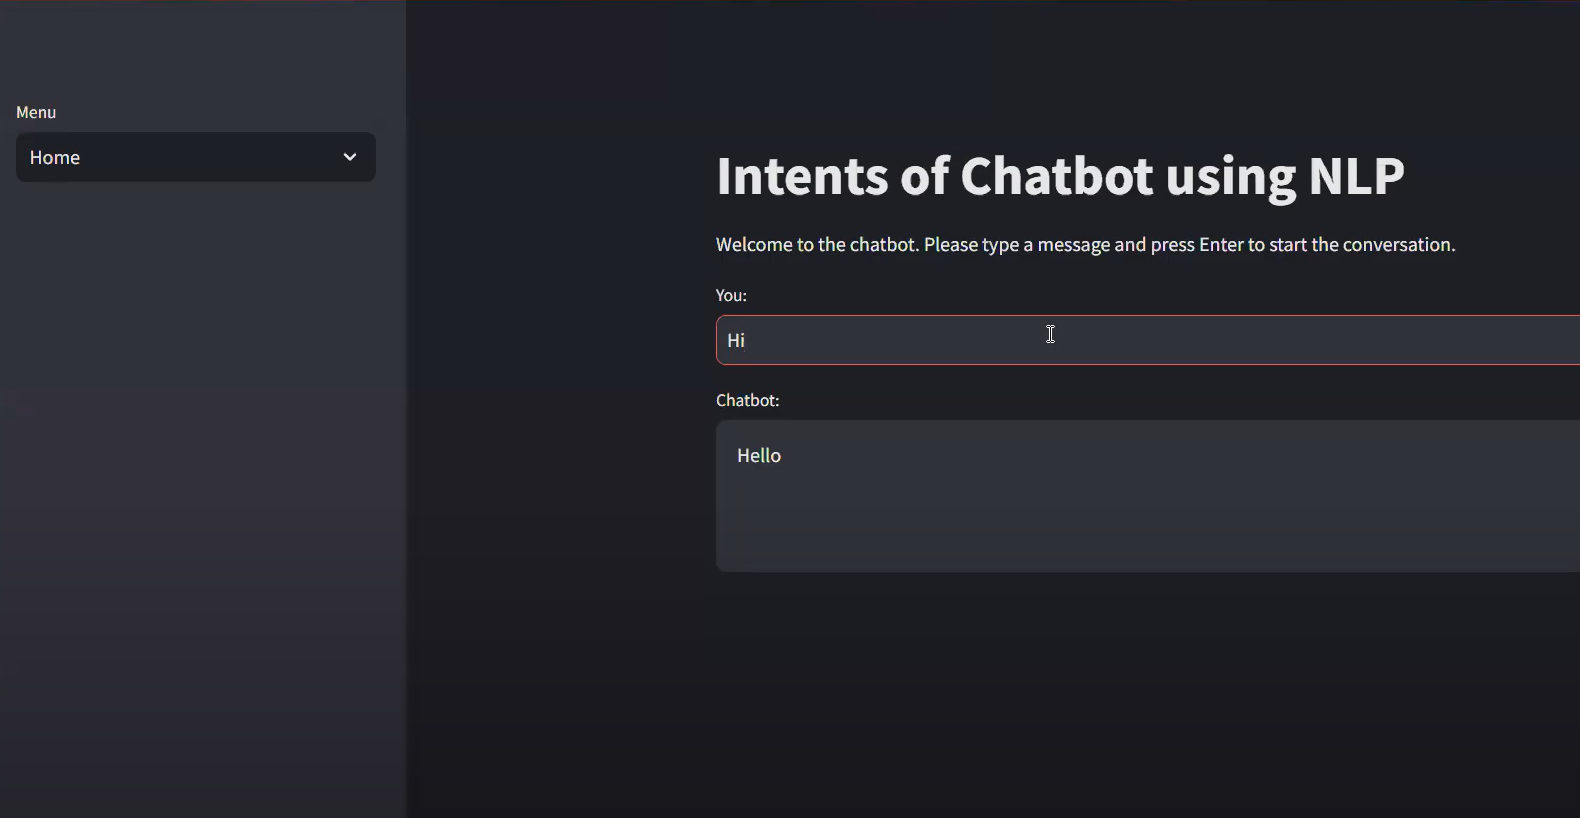 Menu
Home
Intents of Chatbot using NLP
Welcome to the chatbot. Please type a message and press Enter to start the conversation.
You:
Hi
Chatbot:
Hello